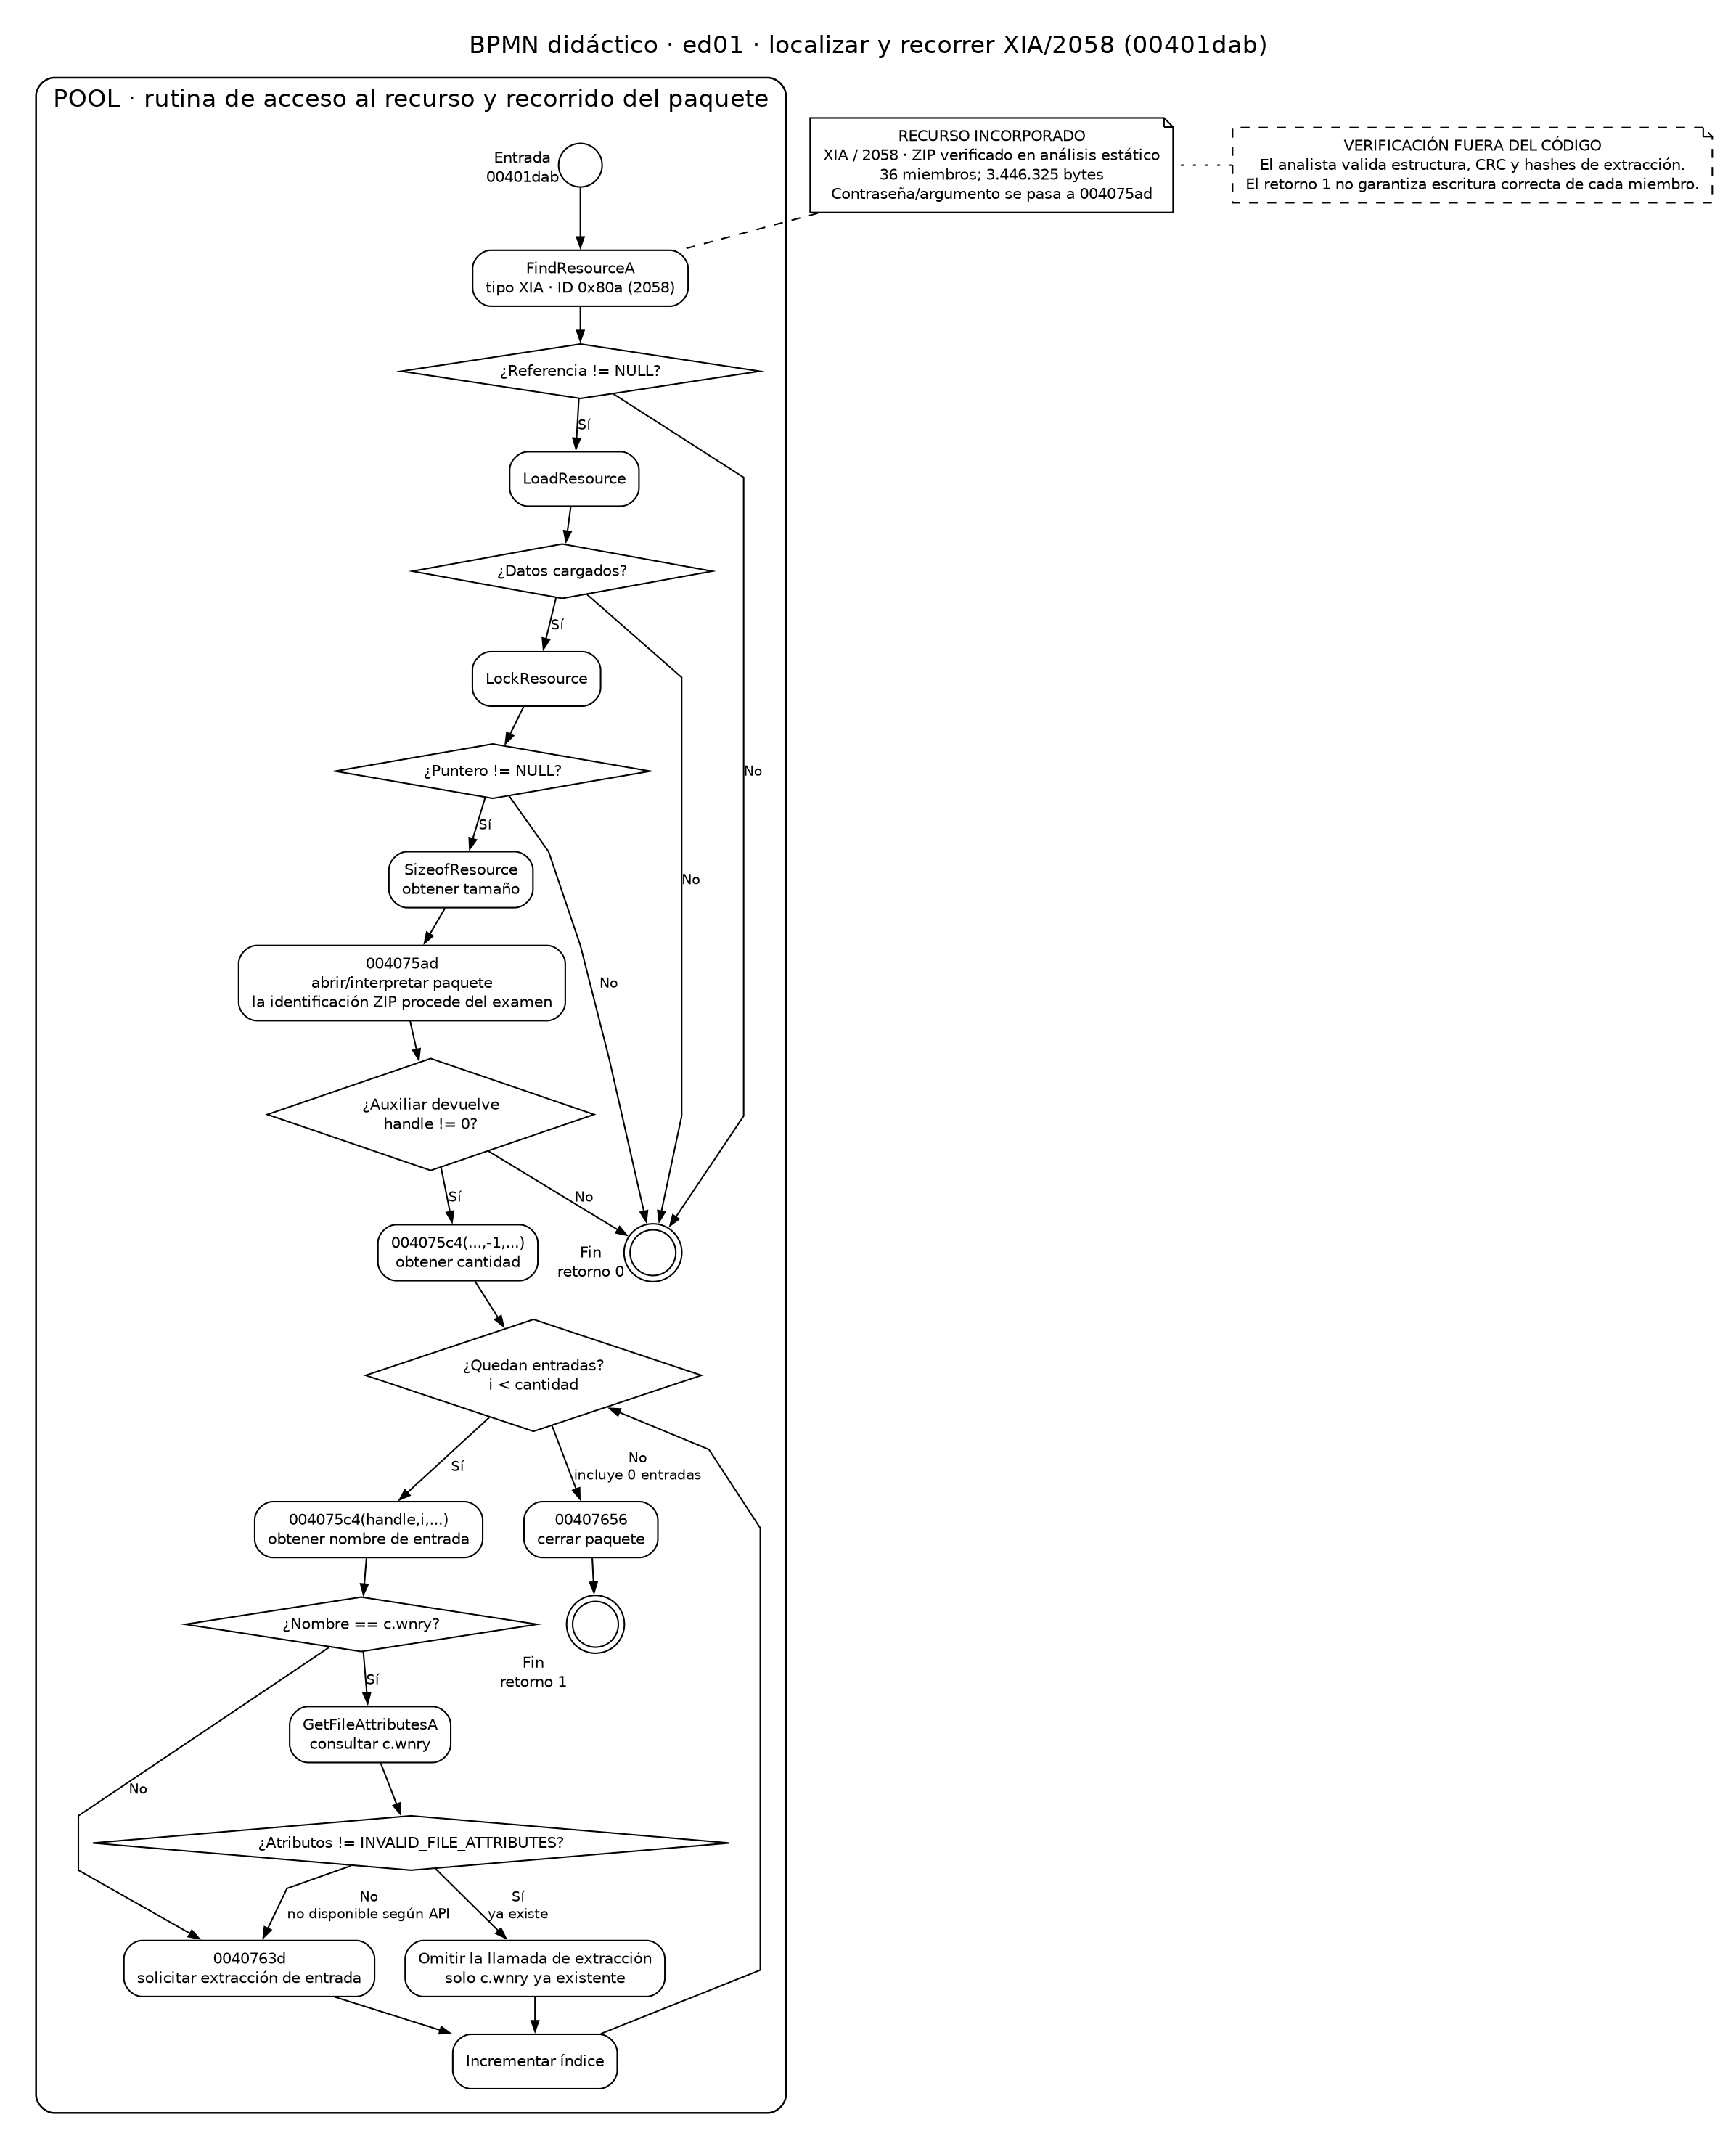 BPMN didáctico · ed01 · localizar y recorrer XIA/2058 (00401dab)
POOL · rutina de acceso al recurso y recorrido del paquete
RECURSO INCORPORADO
XIA / 2058 · ZIP verificado en análisis estático
36 miembros; 3.446.325 bytes
Contraseña/argumento se pasa a 004075ad
VERIFICACIÓN FUERA DEL CÓDIGO
El analista valida estructura, CRC y hashes de extracción.
El retorno 1 no garantiza escritura correcta de cada miembro.
Entrada
00401dab
FindResourceA
tipo XIA · ID 0x80a (2058)
¿Referencia != NULL?
Sí
LoadResource
¿Datos cargados?
Sí
LockResource
¿Puntero != NULL?
No
Sí
SizeofResource
obtener tamaño
No
004075ad
abrir/interpretar paquete
la identificación ZIP procede del examen
No
¿Auxiliar devuelve
handle != 0?
Sí
No
004075c4(...,-1,...)
obtener cantidad
Fin
retorno 0
¿Quedan entradas?
i < cantidad
Sí
No
incluye 0 entradas
004075c4(handle,i,...)
obtener nombre de entrada
00407656
cerrar paquete
¿Nombre == c.wnry?
Fin
retorno 1
Sí
GetFileAttributesA
consultar c.wnry
No
¿Atributos != INVALID_FILE_ATTRIBUTES?
No
no disponible según API
Sí
ya existe
0040763d
solicitar extracción de entrada
Omitir la llamada de extracción
solo c.wnry ya existente
Incrementar índice